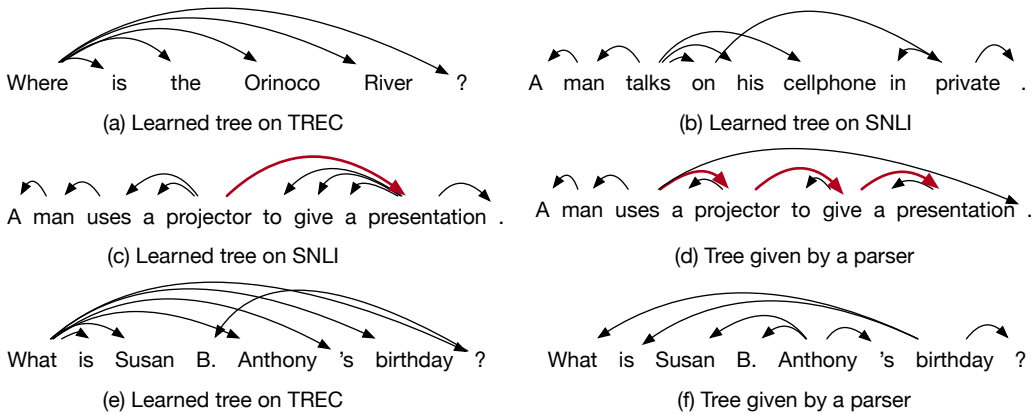 Where is the Orinoco River ?
(a) Learned tree on TREC
A man talks on his cellphone in private .
(b) Learned tree on SNLI
A man uses a projector to give a presentation .
(c) Learned tree on SNLI
A man uses a projector to give a presentation .
(d) Tree given by a parser
What is Susan B. Anthony 's birthday ?
(e) Learned tree on TREC
What is Susan B. Anthony 's birthday ?
(f) Tree given by a parser